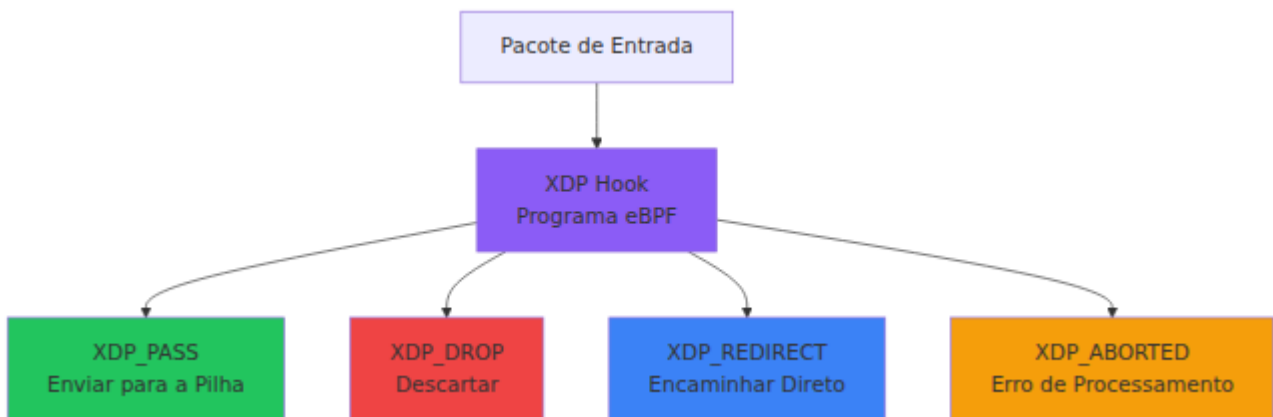 Pacote de Entrada
XDP Hook
Programa eBPF
XDP_PASS
Enviar para a Pilha
XDP_DROP
Descartar
XDP_REDIRECT
Encaminhar Direto
XDP_ABORTED
Erro de Processamento